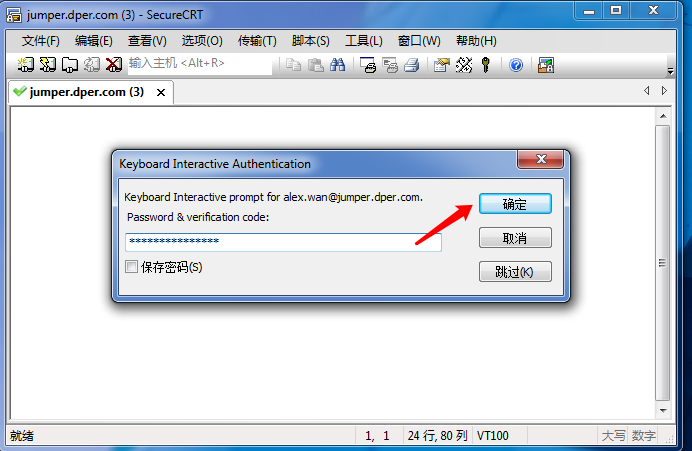 jumper.dper.com (3) - SecureCRT
文件(F) 编辑(E) 查看(V) 选项(O) 传输(T) 脚本(S) 工具(L) 窗口(W) 帮助(H)
输入主机 <Alt+R>
jumper.dper.com (3)
Keyboard Interactive Authentication
Keyboard Interactive prompt for alex.wan@jumper.dper.com.
Password & verification code:
***************
保存密码(S)
确定
取消
跳过(K)
就绪 1, 1 24 行, 80 列 VT100 大写 数字